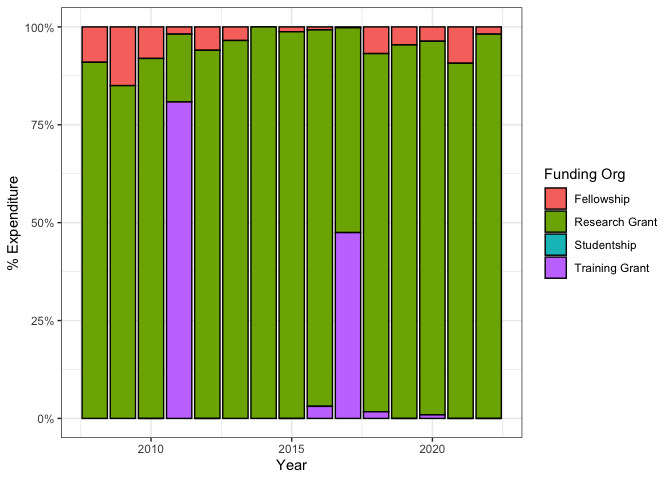 100%
75%
50%
25%
0%
% Expenditure
2010
2015
2020
Year
Funding Org
Fellowship
Research Grant
Studentship
Training Grant